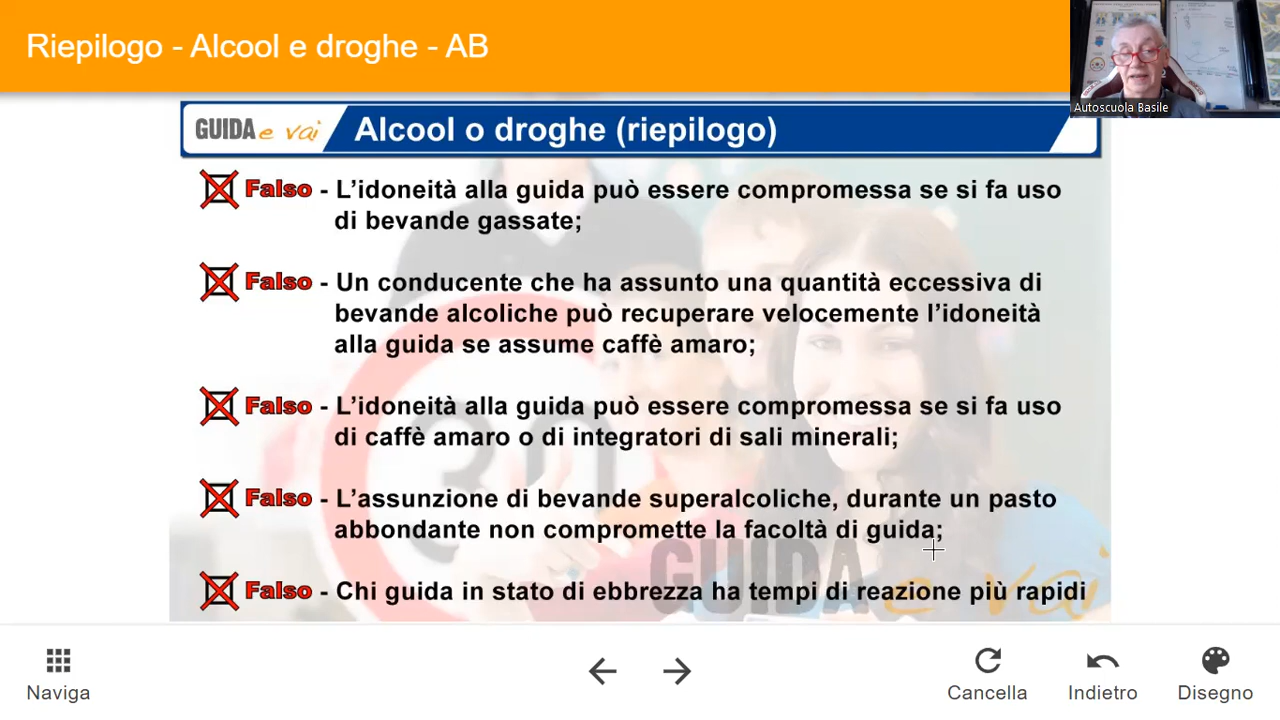 Riepilogo - Alcool e droghe - AB
Autoscuola Basile
GUIDA e vai
Alcool o droghe (riepilogo)
Falso - L'idoneità alla guida può essere compromessa se si fa uso
di bevande gassate;
Falso - Un conducente che ha assunto una quantità eccessiva di
bevande alcoliche può recuperare velocemente l'idoneità
alla guida se assume caffè amaro;
Falso - L'idoneità alla guida può essere compromessa se si fa uso
di caffè amaro o di integratori di sali minerali;
Falso - L'assunzione di bevande superalcoliche, durante un pasto
abbondante non compromette la facoltà di guida;
Falso - Chi guida in stato di ebbrezza ha tempi di reazione più rapidi
30
GUIDA e vai
Naviga
Cancella
Indietro
Disegno